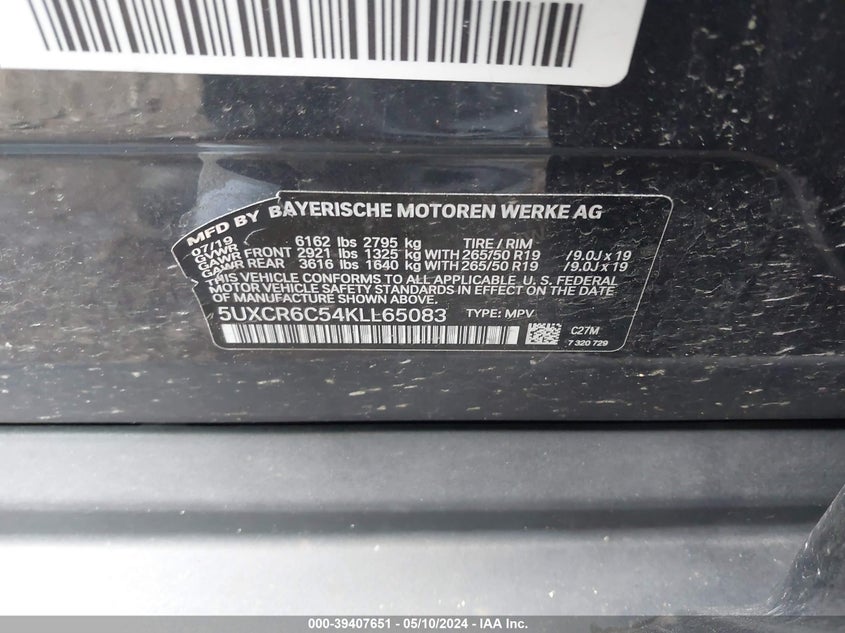 MFD BY BAYERISCHE MOTOREN WERKE AG
07/19
GVWR 6162 lbs 2795 kg TIRE / RIM
GAWR FRONT 2921 lbs 1325 kg WITH 265/50 R19 / 9.0J x 19
GAWR REAR 3616 lbs 1640 kg WITH 265/50 R19 / 9.0J x 19
THIS VEHICLE CONFORMS TO ALL APPLICABLE U. S. FEDERAL
MOTOR VEHICLE SAFETY STANDARDS IN EFFECT ON THE DATE
OF MANUFACTURE SHOWN ABOVE.
5UXCR6C54KLL65083 TYPE: MPV
C27M
7 320 729
000-39407651 - 05/10/2024 - IAA Inc.